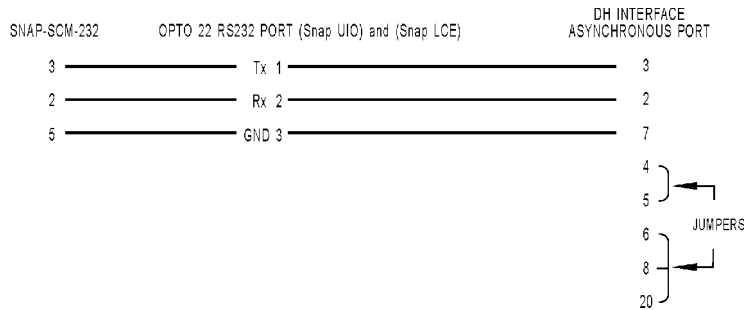 SNAP-SCM-232 OPTO 22 RS232 PORT (Snap UIO) and (Snap LCE) DH INTERFACE
ASYNCHRONOUS PORT
3 Tx 1 3
2 Rx 2 2
5 GND 3 7
4
5
JUMPERS
6
8
20